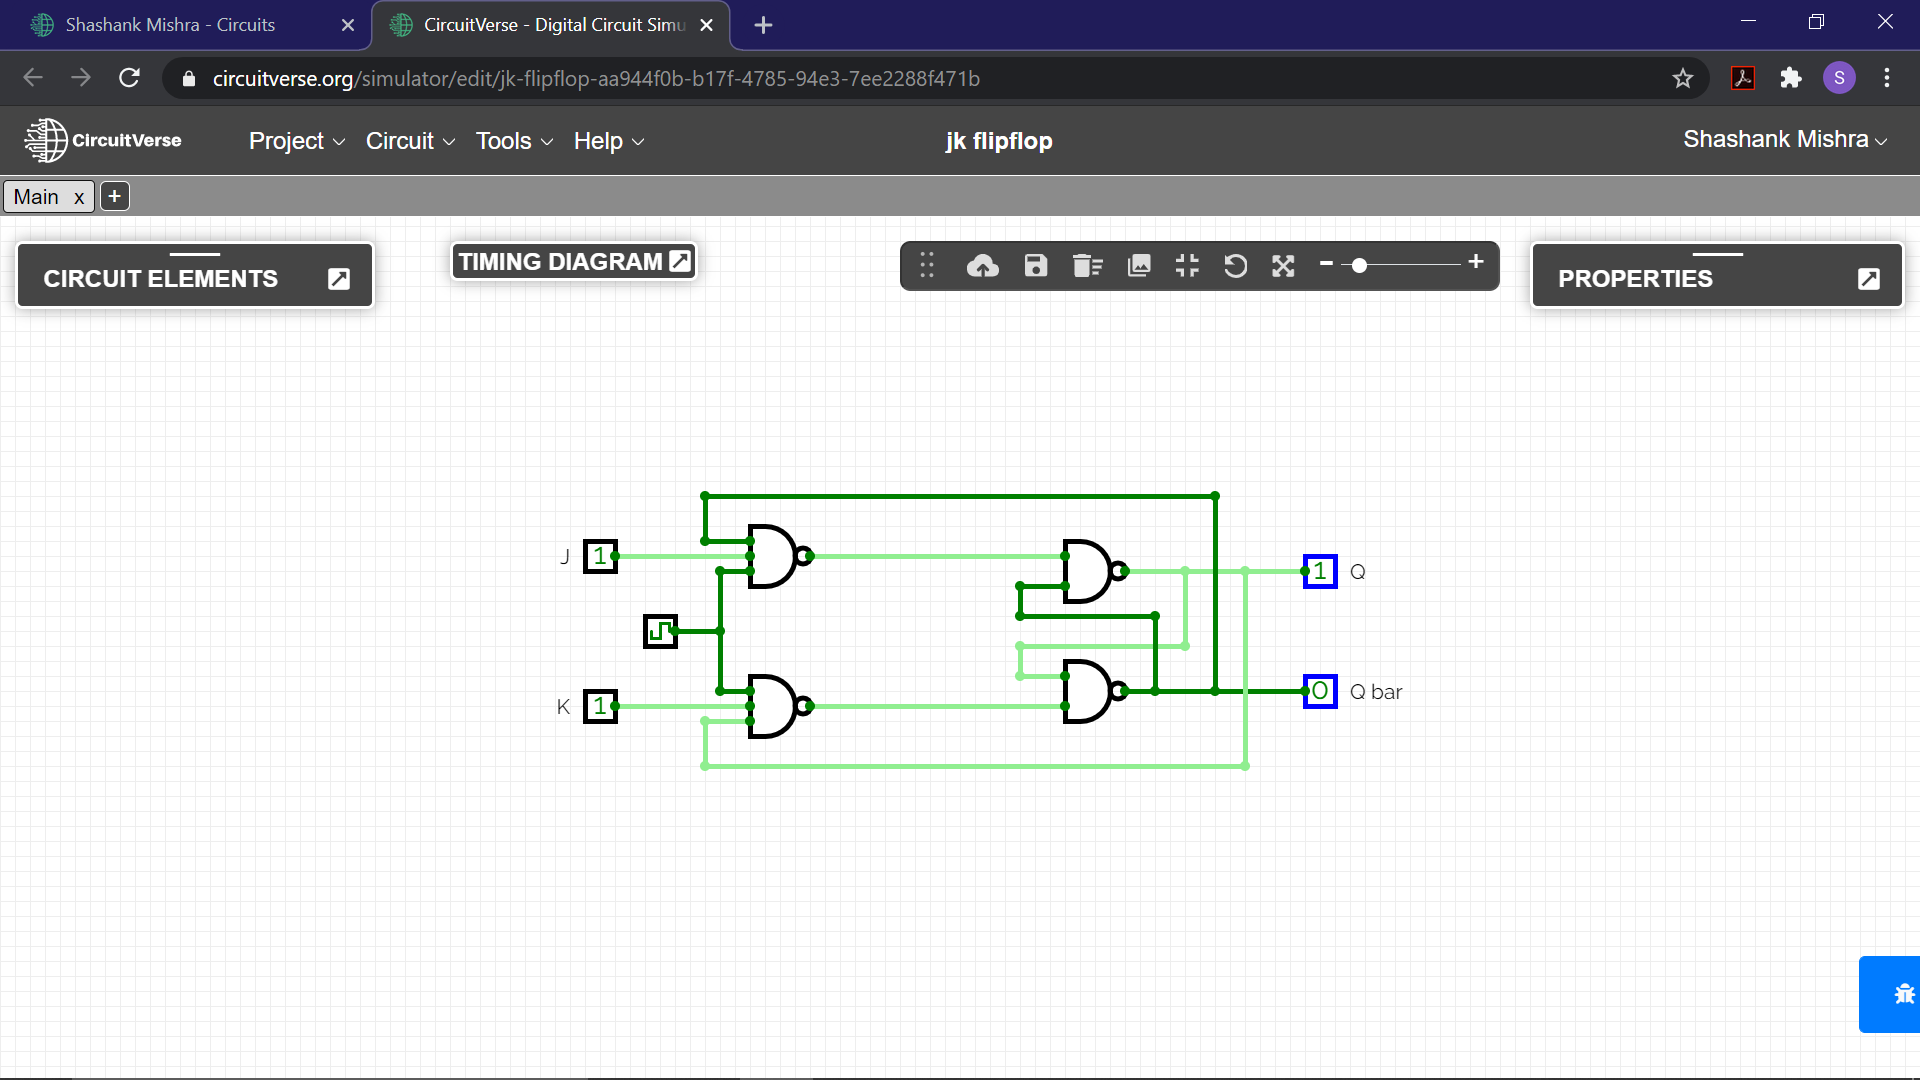 Shashank Mishra - Circuits
CircuitVerse - Digital Circuit Simu
circuitverse.org/simulator/edit/jk-flipflop-aa944f0b-b17f-4785-94e3-7ee2288f471b
S
CircuitVerse
Project
Circuit
Tools
Help
jk flipflop
Shashank Mishra
Main x
+
CIRCUIT ELEMENTS
TIMING DIAGRAM
PROPERTIES
J
1
1
Q
K
1
0
Q bar